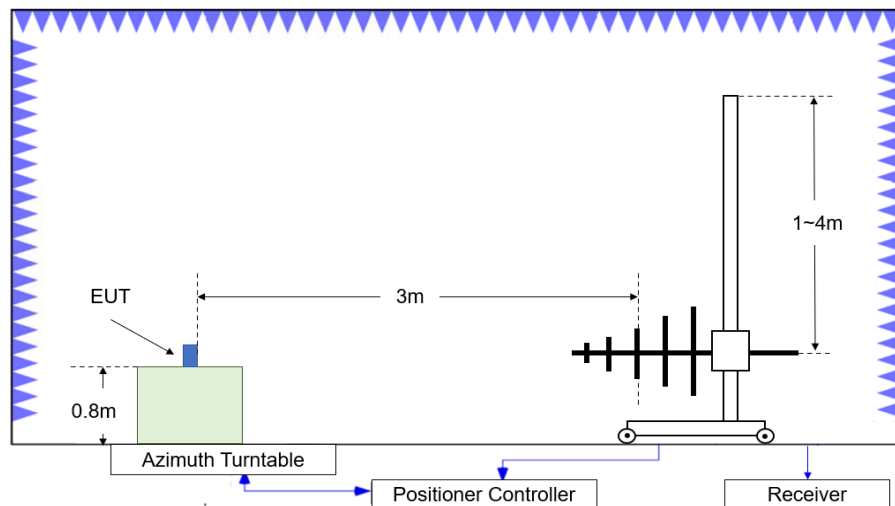 EUT
3m
1~4m
0.8m
Azimuth Turntable
Positioner Controller
Receiver